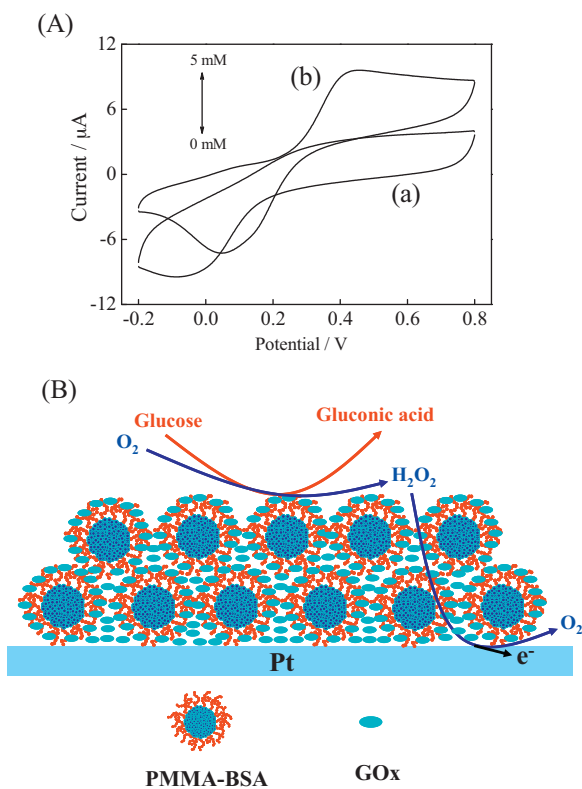 (A)
12
6
0
-6
-12
Current / μA
5 mM
0 mM
(b)
(a)
-0.2 0.0 0.2 0.4 0.6 0.8
Potential / V
(B)
Glucose
Gluconic acid
O₂
H₂O₂
O₂
e⁻
Pt
PMMA-BSA
GOx